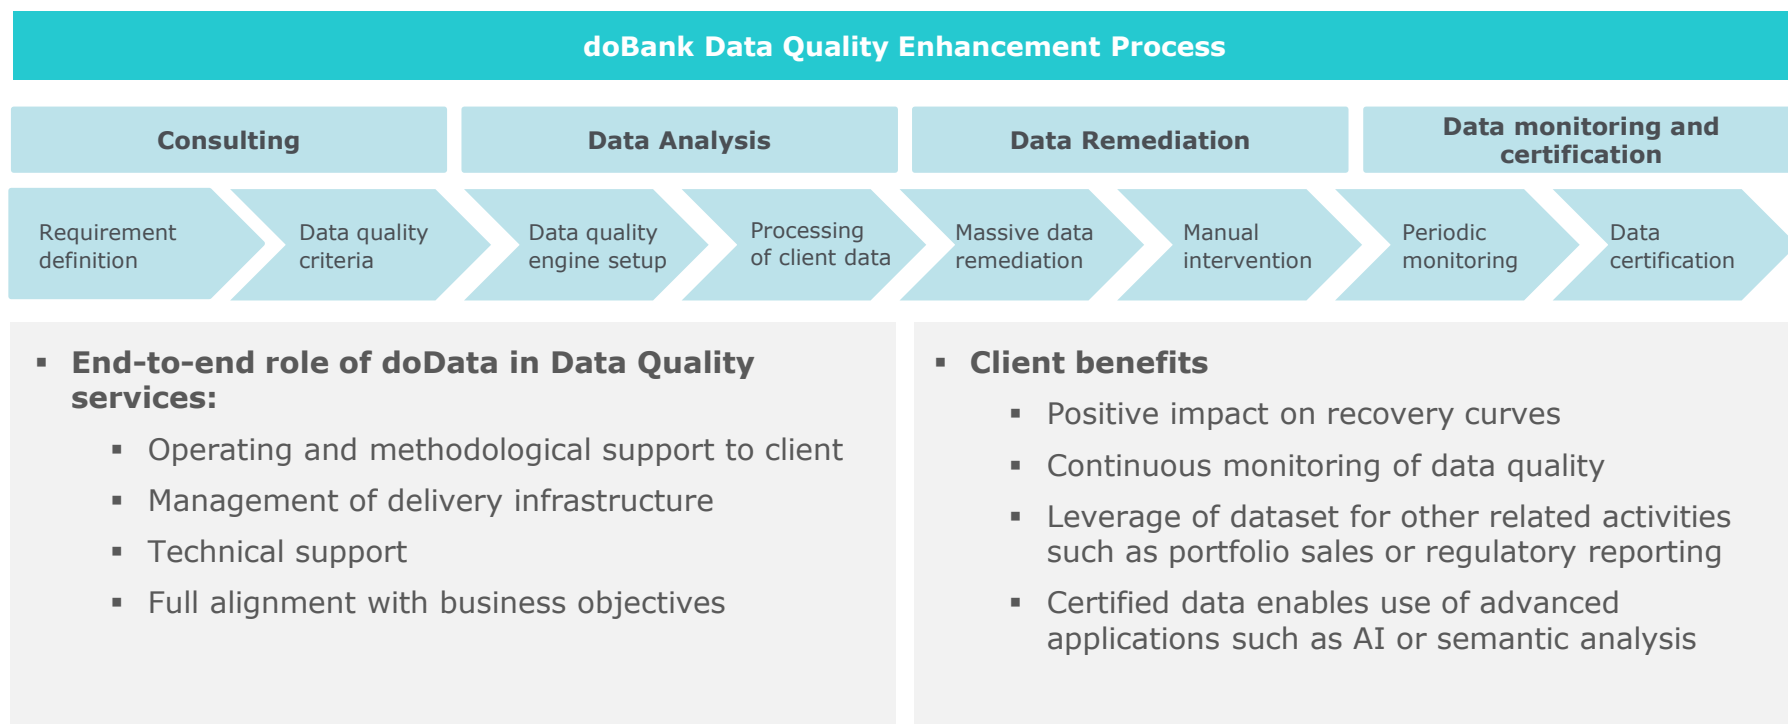 doBank Data Quality Enhancement Process
Consulting
Data Analysis
Data Remediation
Data monitoring and
certification
Requirement
definition
Data quality
criteria
Data quality
engine setup
Processing
of client data
Massive data
remediation
Manual
intervention
Periodic
monitoring
Data
certification
▪ End-to-end role of doData in Data Quality
services:
▪ Operating and methodological support to client
▪ Management of delivery infrastructure
▪ Technical support
▪ Full alignment with business objectives
▪ Client benefits
▪ Positive impact on recovery curves
▪ Continuous monitoring of data quality
▪ Leverage of dataset for other related activities
such as portfolio sales or regulatory reporting
▪ Certified data enables use of advanced
applications such as AI or semantic analysis